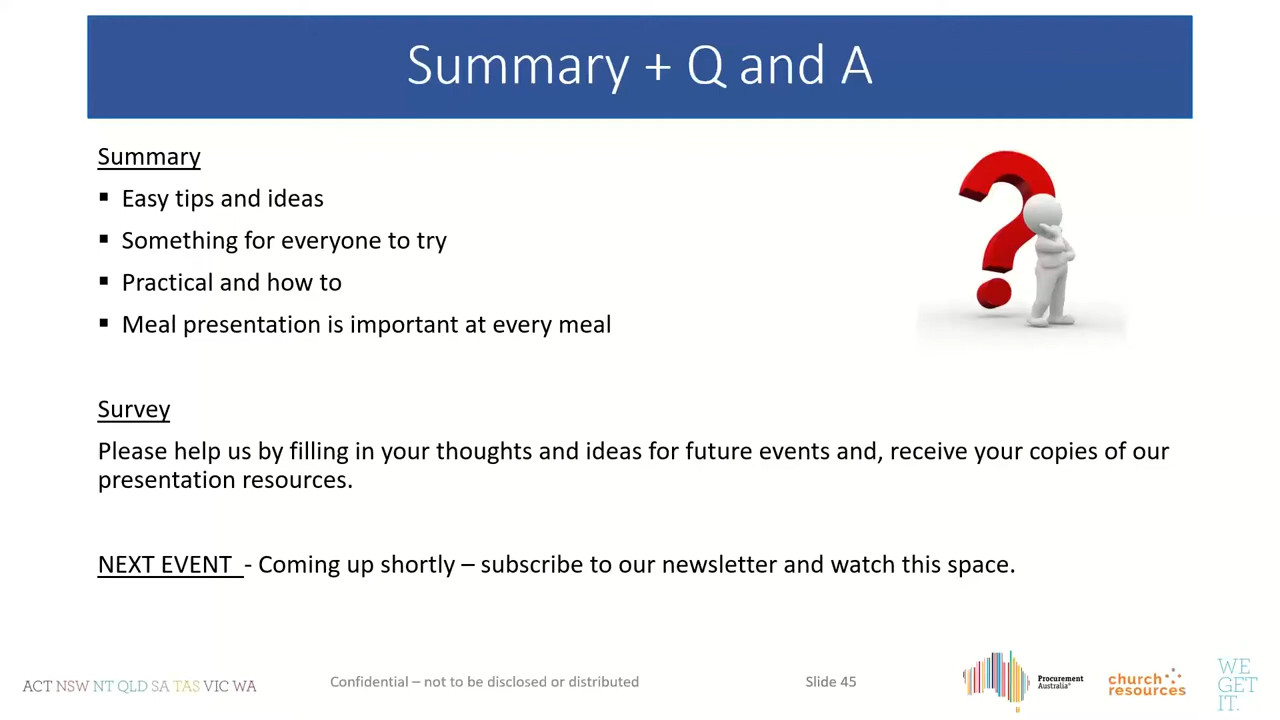 Summary + Q and A
Summary
▪ Easy tips and ideas
▪ Something for everyone to try
▪ Practical and how to
▪ Meal presentation is important at every meal
Survey
Please help us by filling in your thoughts and ideas for future events and, receive your copies of our
presentation resources.
NEXT EVENT - Coming up shortly – subscribe to our newsletter and watch this space.
ACT NSW NT QLD SA TAS VIC WA
Confidential – not to be disclosed or distributed
Slide 45
Procurement
Australia®
church
resources
WE
GET
IT.